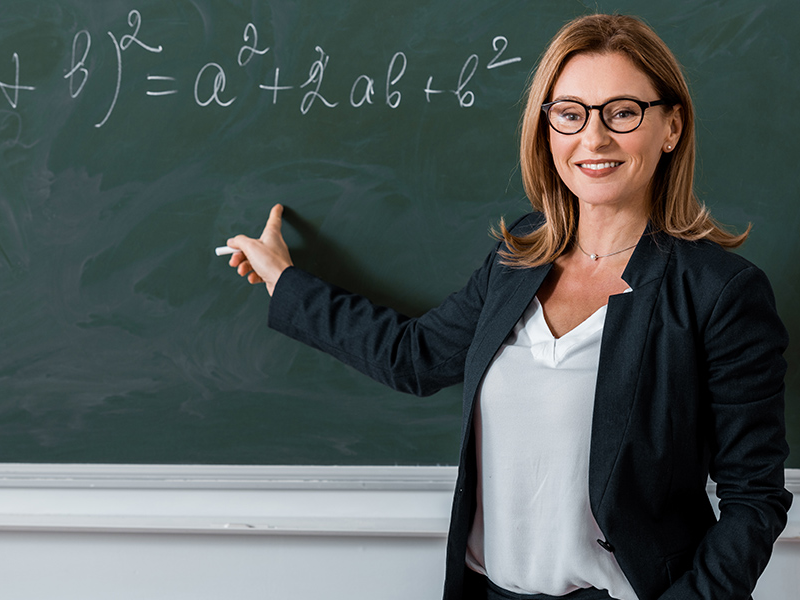 + b)² = a² + 2ab + b²